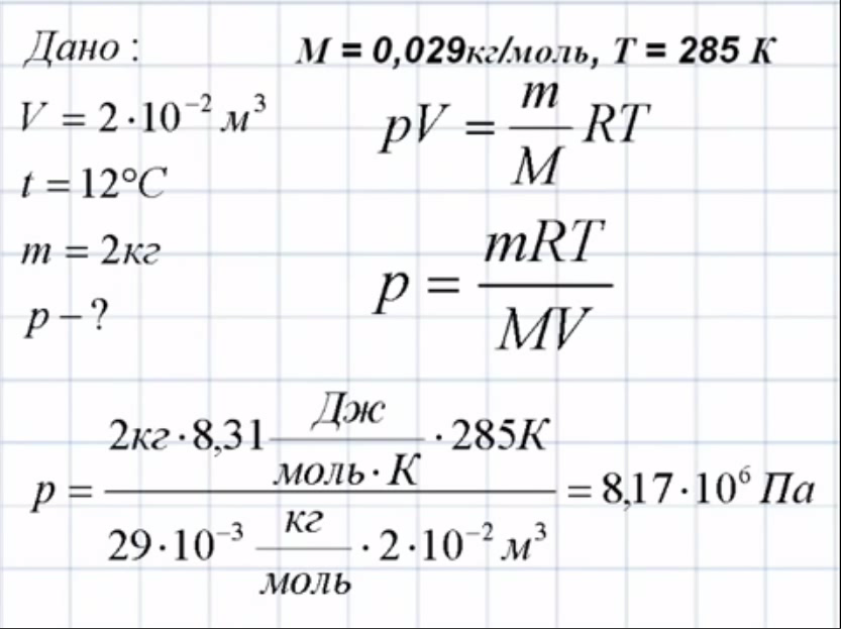 Дано :
M = 0,029кг/моль, T = 285 К
V = 2·10⁻² м³
pV = m/M RT
t = 12°C
m = 2кг
p = mRT/MV
p – ?
p = (2кг·8,31 Дж/(моль·К) ·285К)/(29·10⁻³ кг/моль ·2·10⁻² м³) = 8,17·10⁶ Па